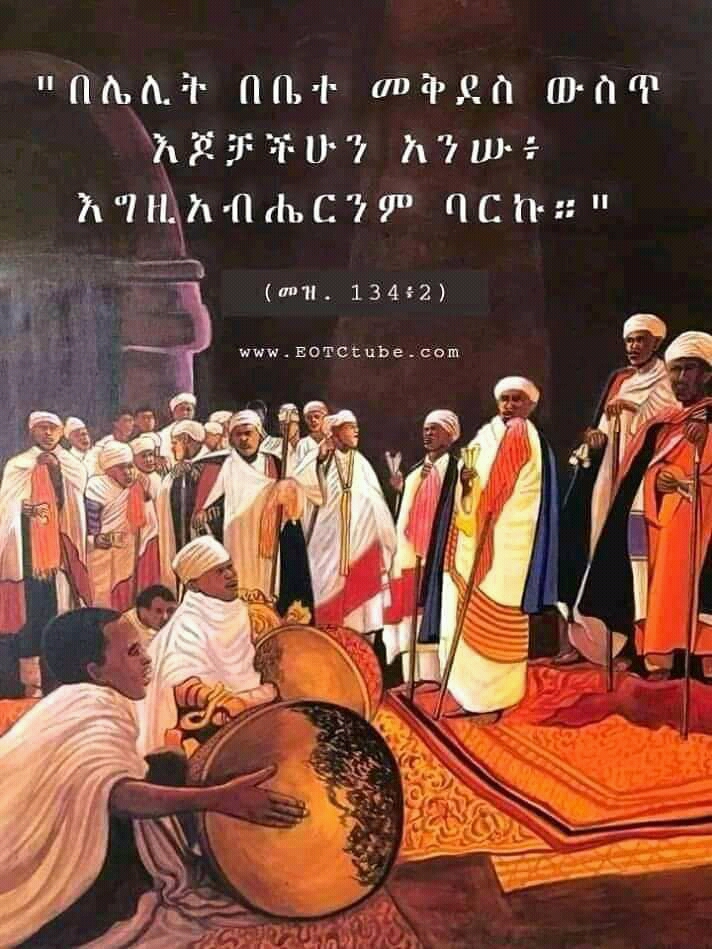 "በሌሊት በቤተ መቅደስ ውስጥ
እጆቻችሁን አንሡ፥
እግዚአብሔርንም ባርኩ።"
(መዝ. 134፥2)
www.EOTCtube.com